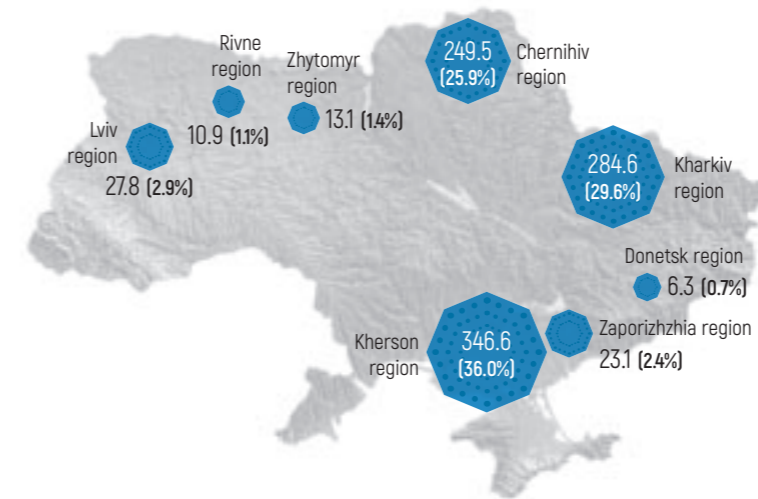 Rivne
region
10.9 (1.1%)
Zhytomyr
region
13.1 (1.4%)
249.5
(25.9%)
Chernihiv
region
Lviv
region
27.8 (2.9%)
284.6
(29.6%)
Kharkiv
region
Donetsk region
6.3 (0.7%)
Kherson
region
346.6
(36.0%)
Zaporizhzhia region
23.1 (2.4%)